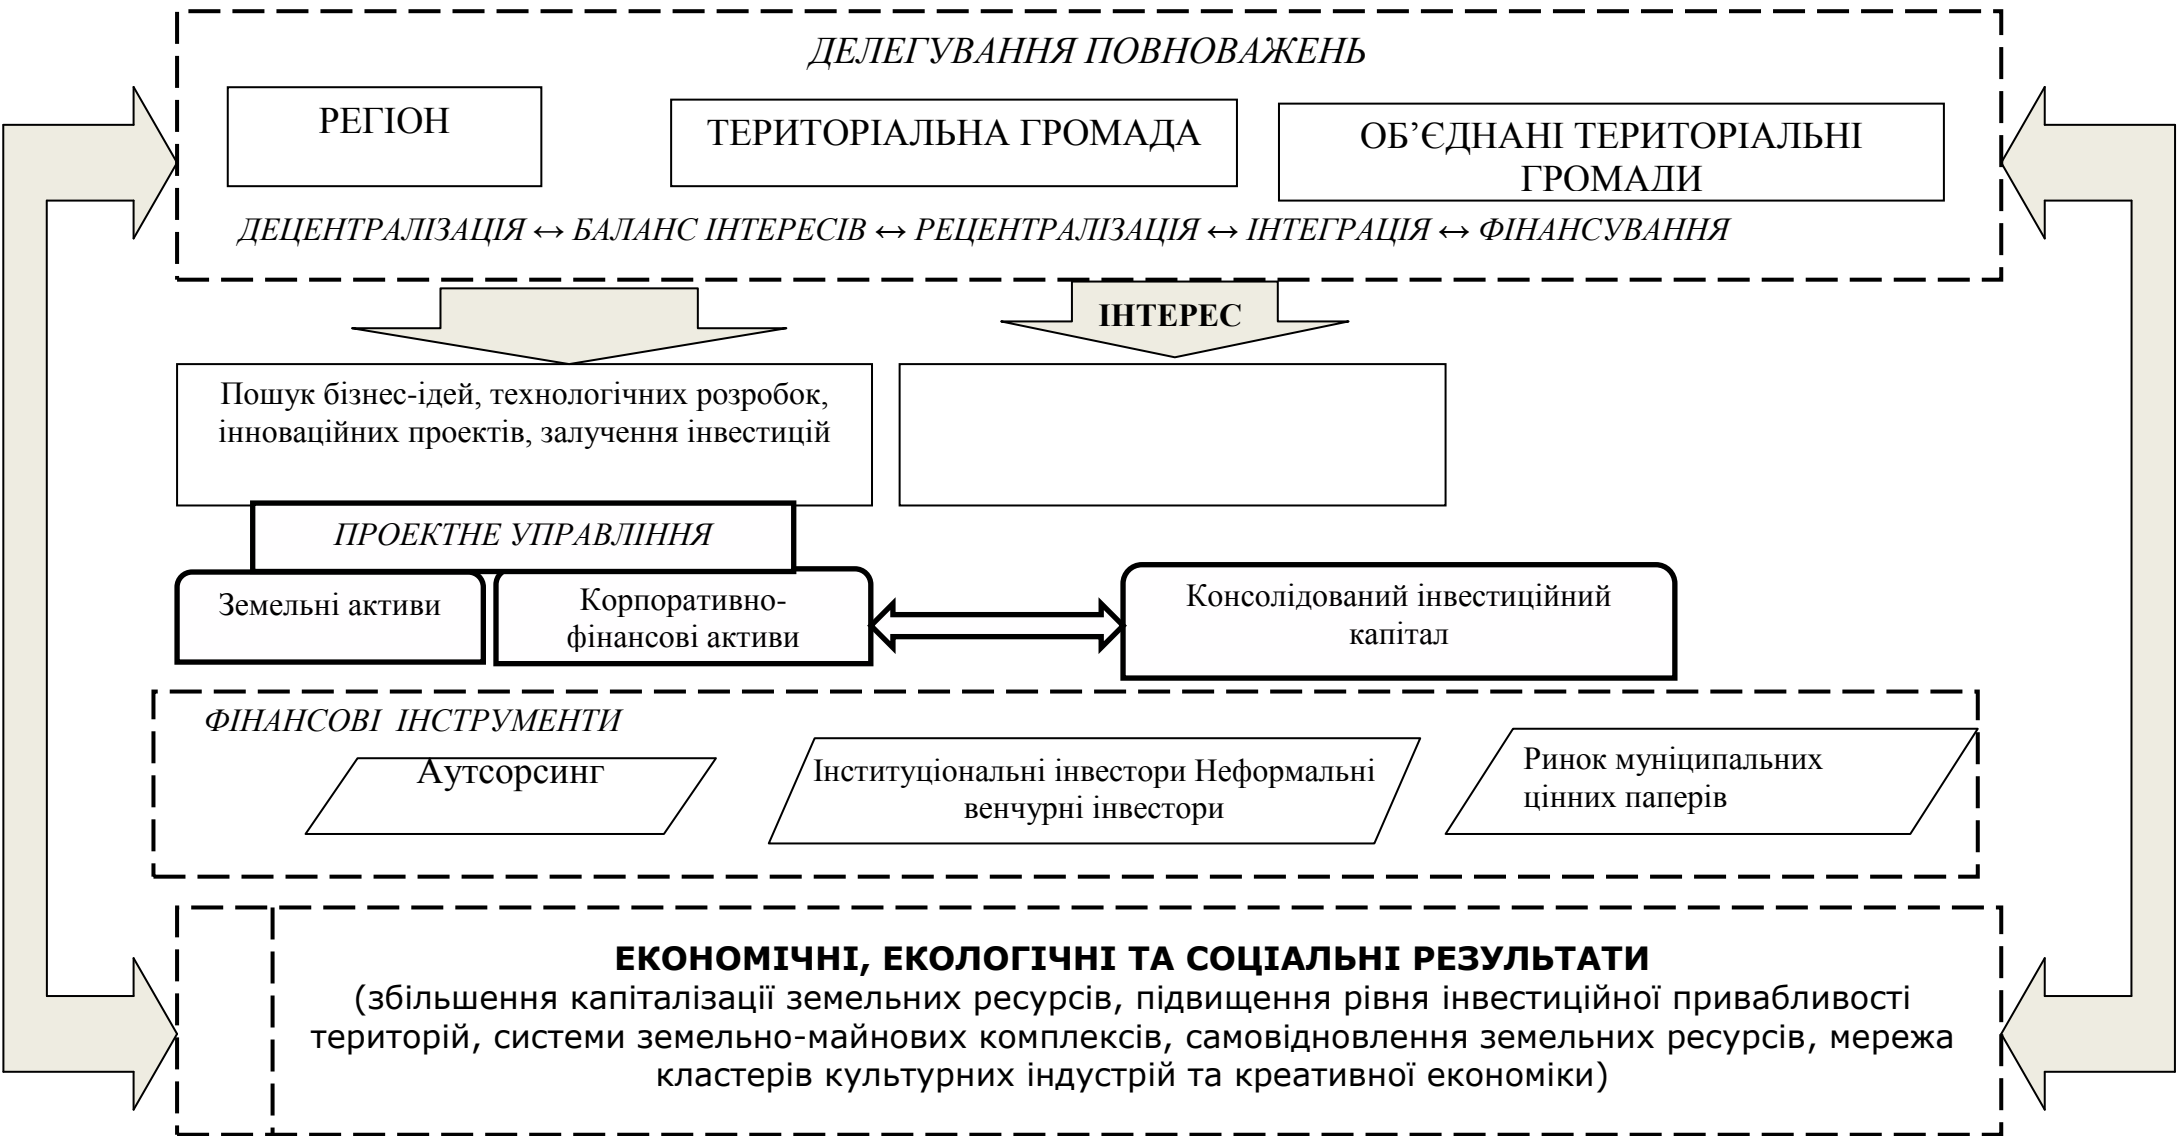 ДЕЛЕГУВАННЯ ПОВНОВАЖЕНЬ
РЕГІОН
ТЕРИТОРІАЛЬНА ГРОМАДА
ОБ’ЄДНАНІ ТЕРИТОРІАЛЬНІ
ГРОМАДИ
ДЕЦЕНТРАЛІЗАЦІЯ ↔ БАЛАНС ІНТЕРЕСІВ ↔ РЕЦЕНТРАЛІЗАЦІЯ ↔ ІНТЕГРАЦІЯ ↔ ФІНАНСУВАННЯ
ІНТЕРЕС
Пошук бізнес-ідей, технологічних розробок,
інноваційних проектів, залучення інвестицій
ПРОЕКТНЕ УПРАВЛІННЯ
Земельні активи
Корпоративно-
фінансові активи
Консолідований інвестиційний
капітал
ФІНАНСОВІ ІНСТРУМЕНТИ
Аутсорсинг
Інституціональні інвестори Неформальні
венчурні інвестори
Ринок муніципальних
цінних паперів
ЕКОНОМІЧНІ, ЕКОЛОГІЧНІ ТА СОЦІАЛЬНІ РЕЗУЛЬТАТИ
(збільшення капіталізації земельних ресурсів, підвищення рівня інвестиційної привабливості
територій, системи земельно-майнових комплексів, самовідновлення земельних ресурсів, мережа
кластерів культурних індустрій та креативної економіки)